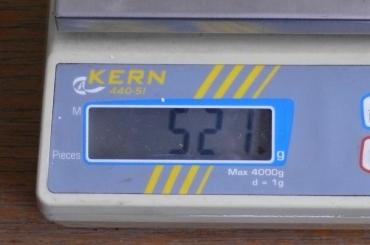 KERN
440-51
M
521.
g
Pieces
Max 4000g
d = 1g